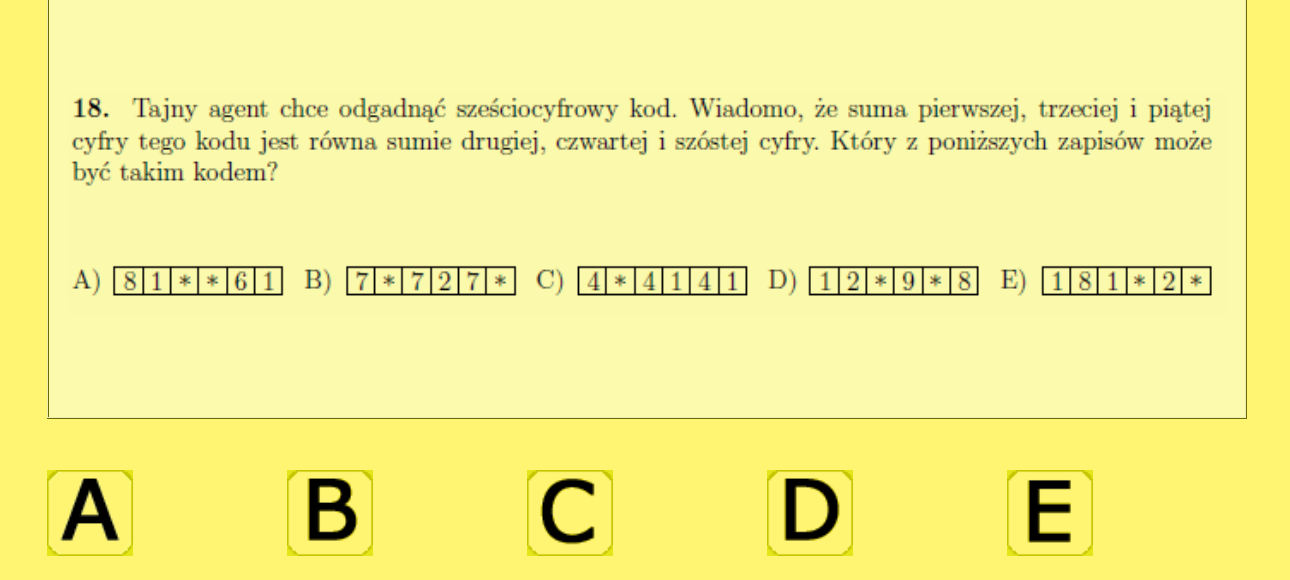 18. Tajny agent chce odgadnąć sześciocyfrowy kod. Wiadomo, że suma pierwszej, trzeciej i piątej
cyfry tego kodu jest równa sumie drugiej, czwartej i szóstej cyfry. Który z poniższych zapisów może
być takim kodem?
A) 8 1 * * 6 1 B) 7 * 7 2 7 * C) 4 * 4 1 4 1 D) 1 2 * 9 * 8 E) 1 8 1 * 2 *
A B C D E